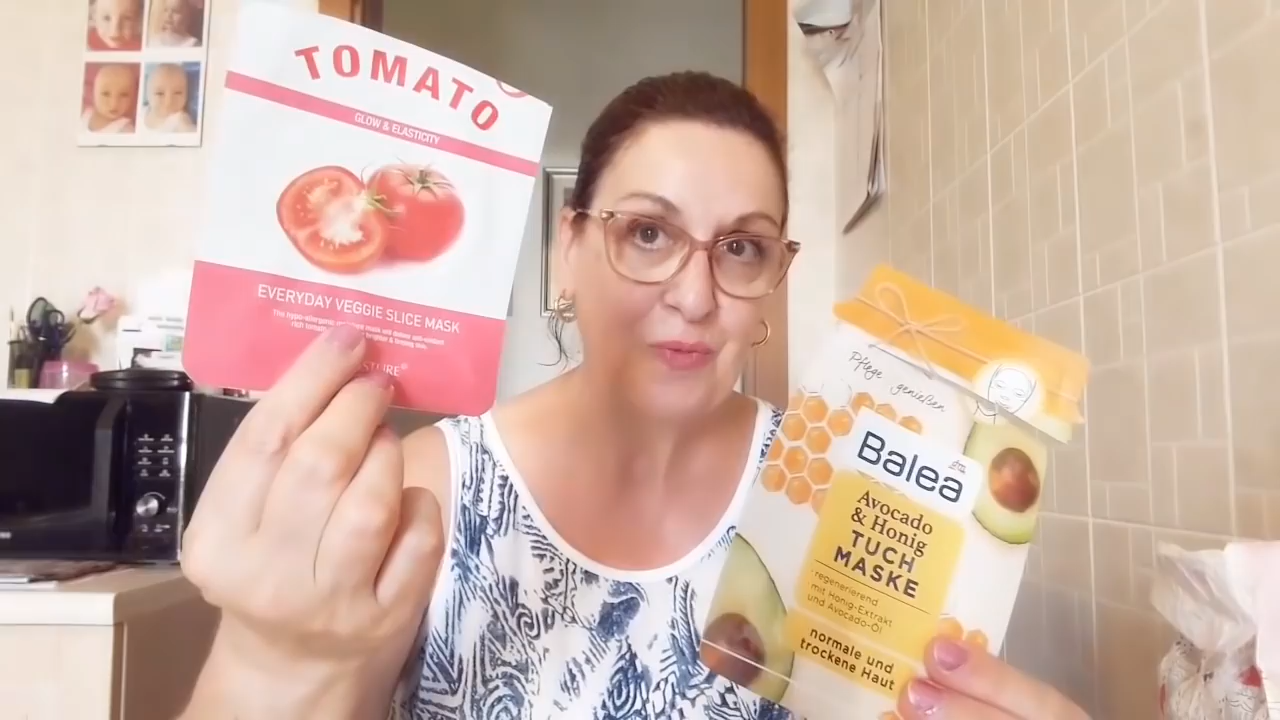 TOMATO
GLOW & ELASTICITY
EVERYDAY VEGGIE SLICE MASK
Pflege genießen
Balea
Avocado
& Honig
TUCH
MASKE
regenerierend
mit Honig-Extrakt
und Avocado-Öl
normale und
trockene Haut